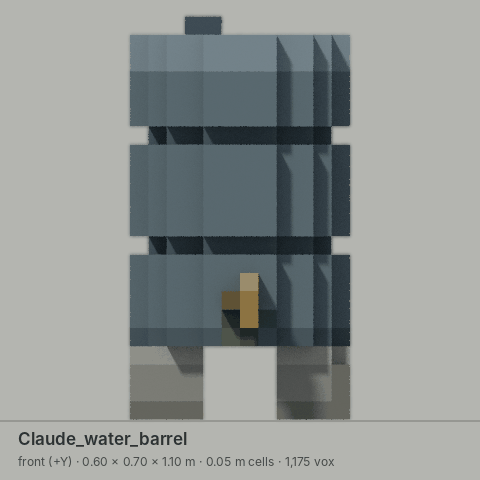 Claude_water_barrel
front (+Y) · 0.60 × 0.70 × 1.10 m · 0.05 m cells · 1,175 vox